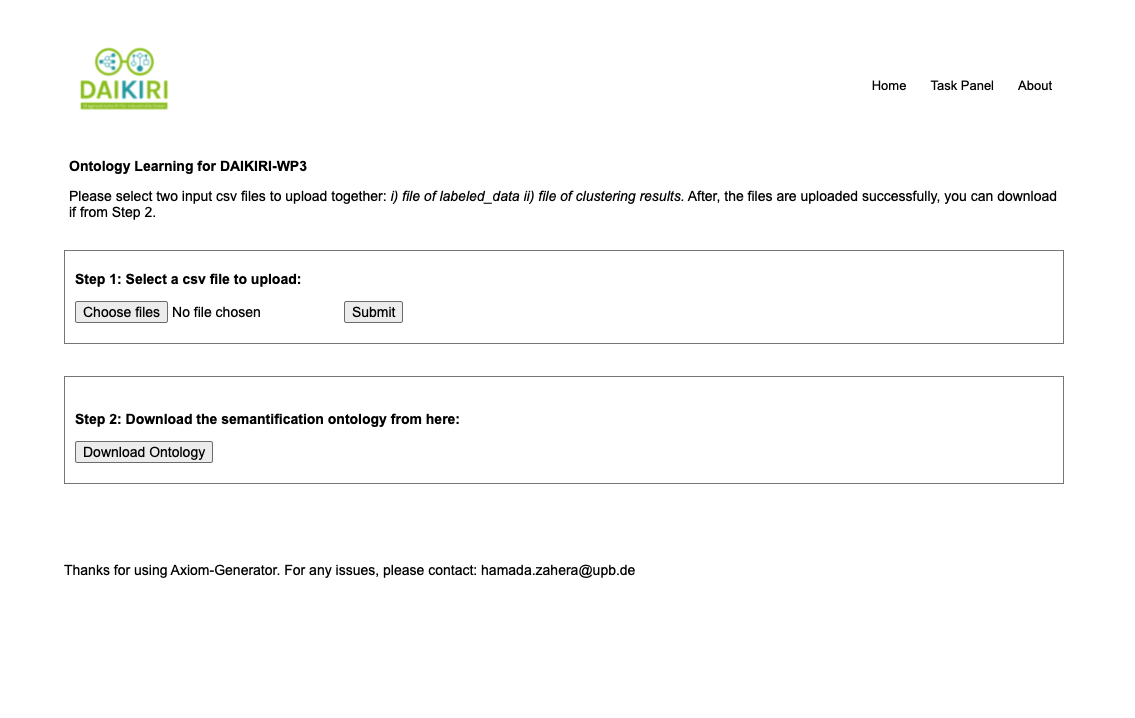 DAIKIRI
Home Task Panel About
Ontology Learning for DAIKIRI-WP3
Please select two input csv files to upload together: i) file of labeled_data ii) file of clustering results. After, the files are uploaded successfully, you can download
if from Step 2.
Step 1: Select a csv file to upload:
Choose files No file chosen Submit
Step 2: Download the semantification ontology from here:
Download Ontology
Thanks for using Axiom-Generator. For any issues, please contact: hamada.zahera@upb.de